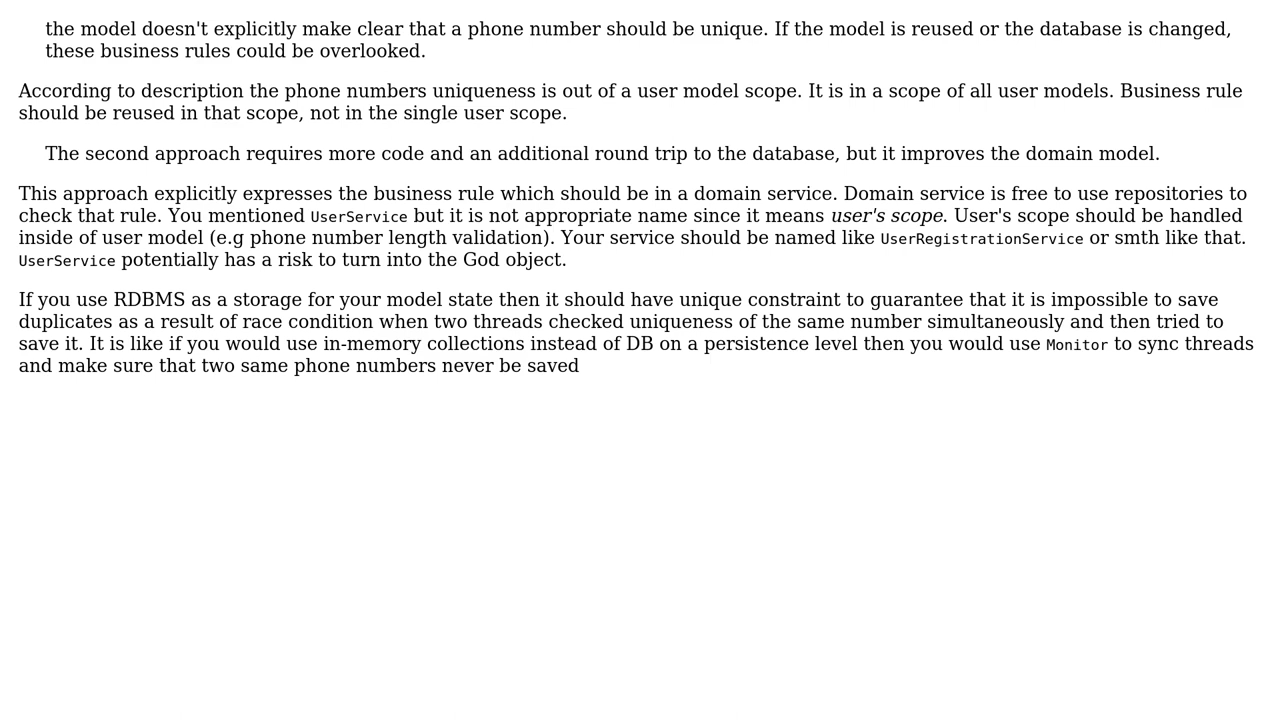 the model doesn't explicitly make clear that a phone number should be unique. If the model is reused or the database is changed,
these business rules could be overlooked.
According to description the phone numbers uniqueness is out of a user model scope. It is in a scope of all user models. Business rule
should be reused in that scope, not in the single user scope.
The second approach requires more code and an additional round trip to the database, but it improves the domain model.
This approach explicitly expresses the business rule which should be in a domain service. Domain service is free to use repositories to
check that rule. You mentioned UserService but it is not appropriate name since it means user's scope. User's scope should be handled
inside of user model (e.g phone number length validation). Your service should be named like UserRegistrationService or smth like that.
UserService potentially has a risk to turn into the God object.
If you use RDBMS as a storage for your model state then it should have unique constraint to guarantee that it is impossible to save
duplicates as a result of race condition when two threads checked uniqueness of the same number simultaneously and then tried to
save it. It is like if you would use in-memory collections instead of DB on a persistence level then you would use Monitor to sync threads
and make sure that two same phone numbers never be saved